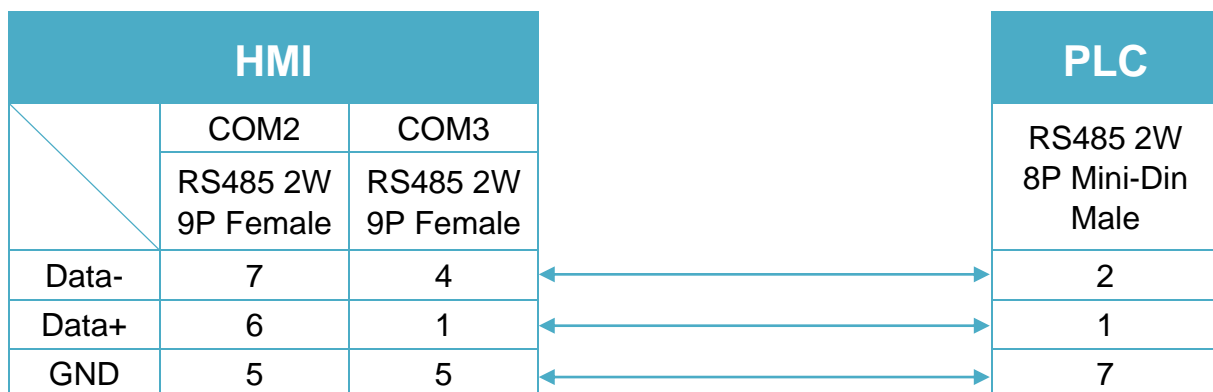 HMI PLC
COM2 COM3
RS485 2W
9P Female
RS485 2W
9P Female
RS485 2W
8P Mini-Din
Male
Data- 7 4 2
Data+ 6 1 1
GND 5 5 7